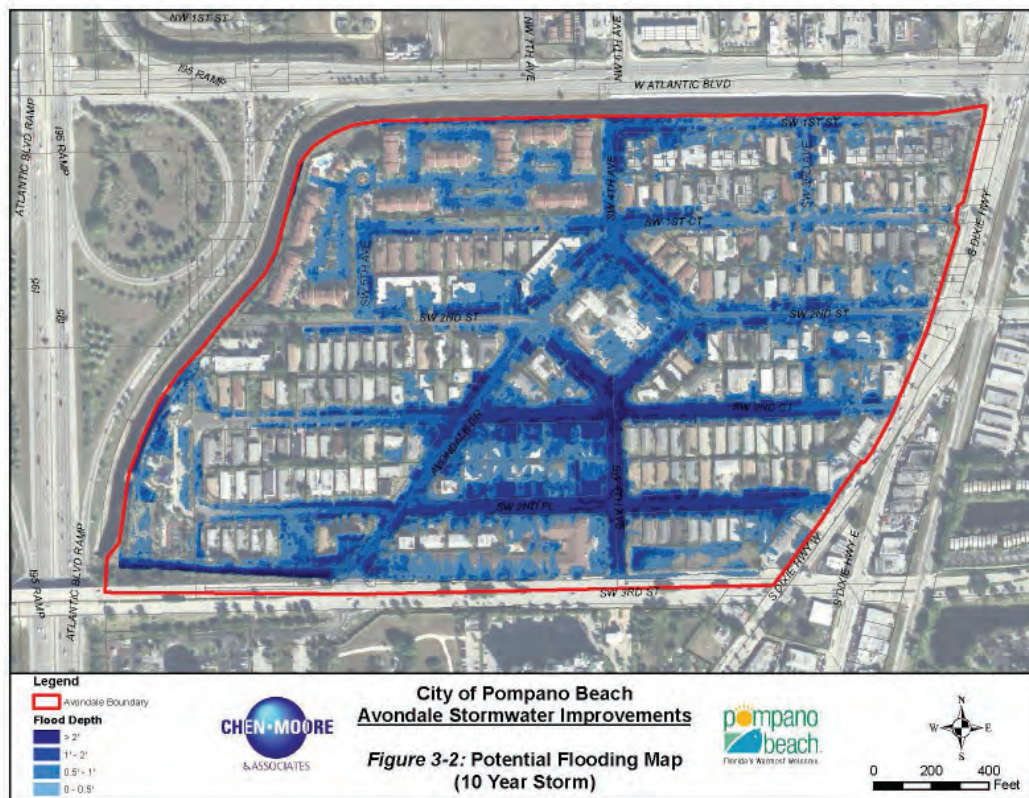 NW 1ST ST
NW 7TH AVE
NW 6TH AVE
I95 RAMP
W ATLANTIC BLVD
ATLANTIC BLVD RAMP
I95 RAMP
SW 1ST ST
SW 4TH AVE
SW 3RD AVE
SW 1ST CT
S DIXIE HWY
SW 5TH AVE
I95
I95
SW 2ND ST
SW 2ND ST
SW 2ND CT
AVONDALE DR
SW 4TH AVE
SW 2ND PL
I95 RAMP
ATLANTIC BLVD RAMP
SW 3RD ST
S DIXIE HWY W
S DIXIE HWY E
Legend
Avondale Boundary
Flood Depth
> 2'
1' - 2'
0.5' - 1'
0 - 0.5'
CHEN•MOORE
& ASSOCIATES
City of Pompano Beach
Avondale Stormwater Improvements
Figure 3-2: Potential Flooding Map
(10 Year Storm)
pompano
beach
Florida's Warmest Welcome
N
W E
S
0 200 400
Feet